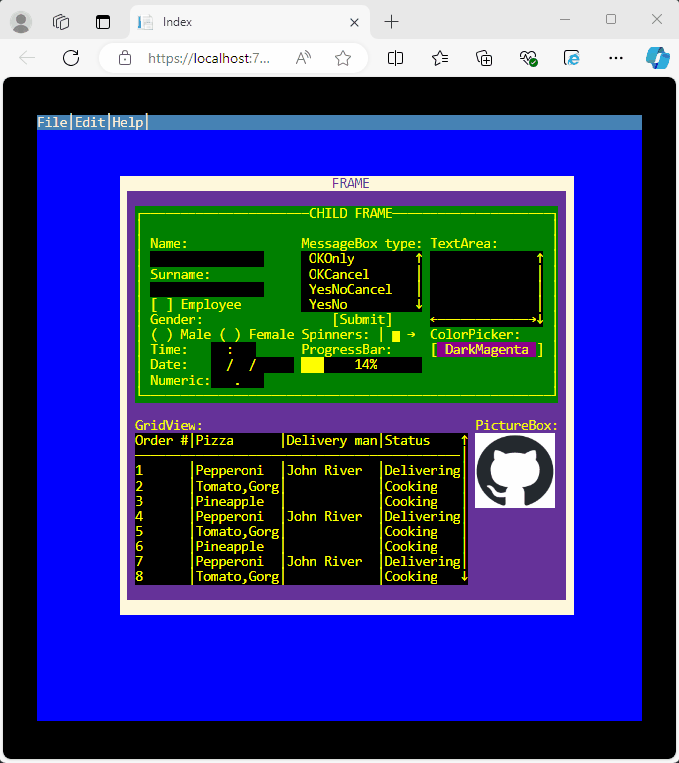 Index
https://localhost:7...
File|Edit|Help|
FRAME
CHILD FRAME
Name: MessageBox type: TextArea:
OKOnly
Surname: OKCancel
YesNoCancel
[ ] Employee YesNo
Gender: [Submit]
( ) Male ( ) Female Spinners: ColorPicker:
Time: : ProgressBar: [ DarkMagenta ]
Date: / / 14%
Numeric: .
GridView: PictureBox:
Order #|Pizza |Delivery man|Status
1 |Pepperoni |John River |Delivering|
2 |Tomato,Gorg| |Cooking |
3 |Pineapple | |Cooking |
4 |Pepperoni |John River |Delivering|
5 |Tomato,Gorg| |Cooking |
6 |Pineapple | |Cooking |
7 |Pepperoni |John River |Delivering|
8 |Tomato,Gorg| |Cooking